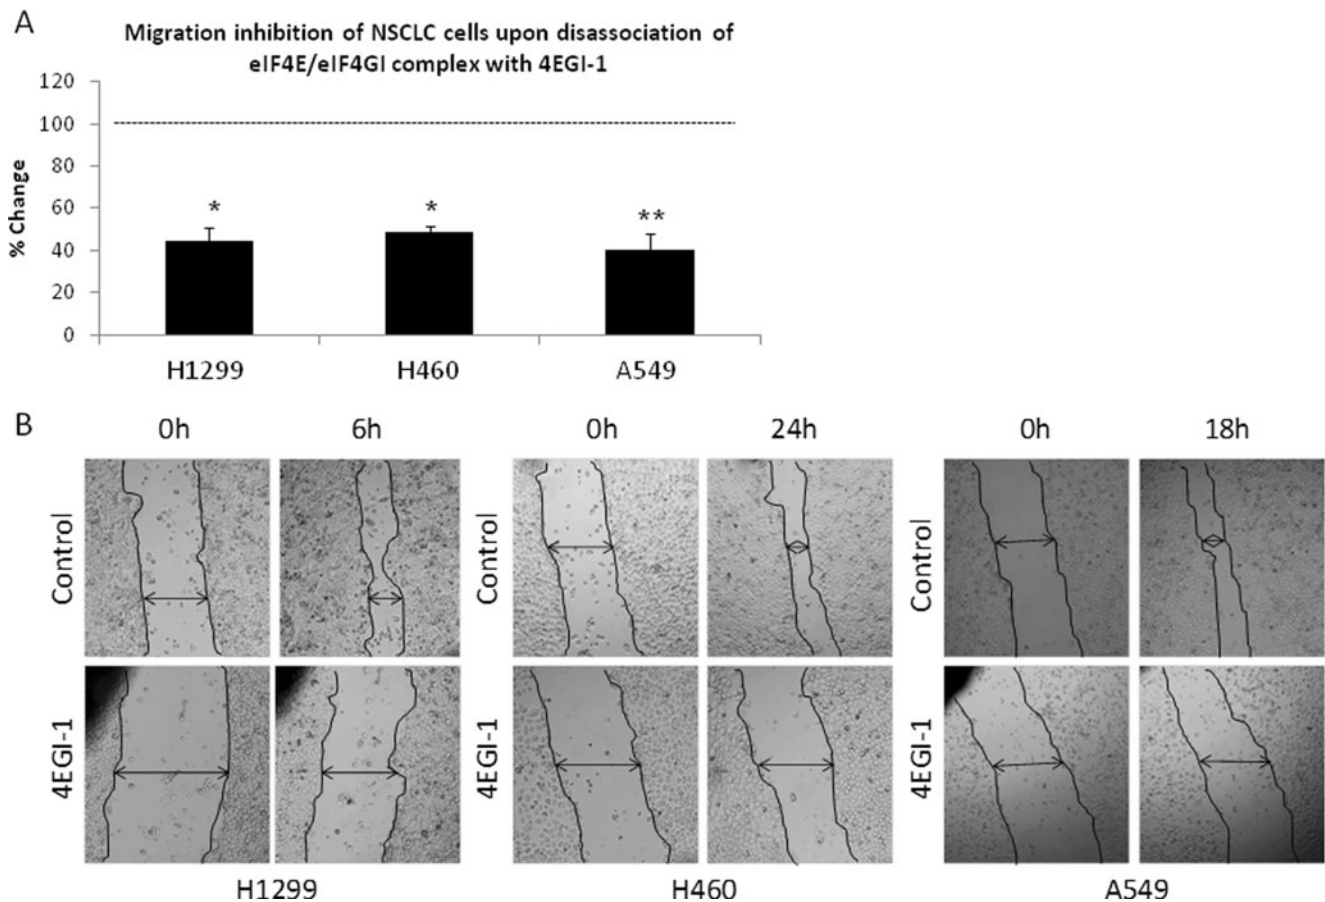 A
Migration inhibition of NSCLC cells upon disassociation of
eIF4E/eIF4GI complex with 4EGI-1
% Change
120
100
80
60
40
20
0
*
*
**
H1299
H460
A549
B
0h
6h
0h
24h
0h
18h
Control
Control
Control
4EGI-1
4EGI-1
4EGI-1
H1299
H460
A549